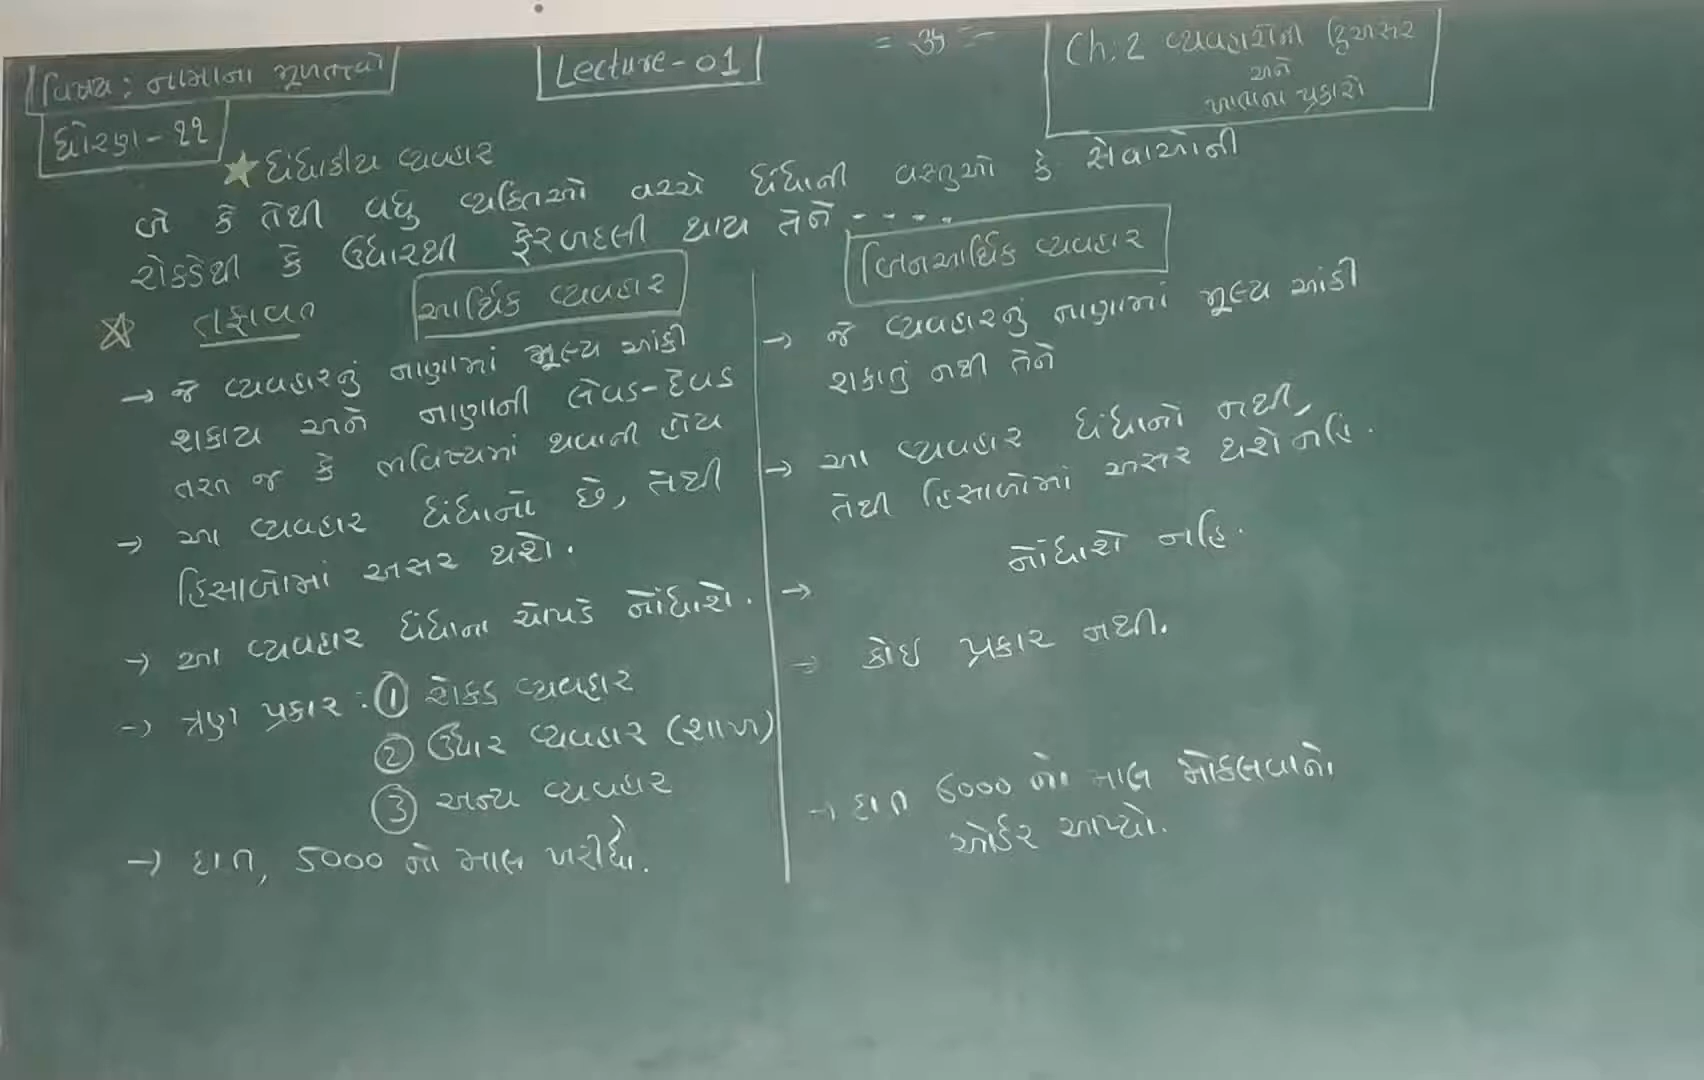 વિષય : નામાના મૂળતત્વો
Lecture-01
= ૐ =
Ch. 2 વ્યવહારોની દ્વિઅસર
અને
ખાતાના પ્રકારો
ધોરણ - ૧૧
★ ધંધાકીય વ્યવહાર
બે કે તેથી વધુ વ્યક્તિઓ વચ્ચે ધંધાની વસ્તુઓ કે સેવાઓની
રોકડેથી કે ઉધારથી ફેરબદલી થાય તેને . - - - .
☆ તફાવત
આર્થિક વ્યવહાર
→ જે વ્યવહારનું નાણામાં મૂલ્ય આંકી
શકાય અને નાણાની લેવડ-દેવડ
તરત જ કે ભવિષ્યમાં થવાની હોય
→ આ વ્યવહાર ધંધાનો છે, તેથી
હિસાબોમાં અસર થશે.
→ આ વ્યવહાર ધંધાના ચોપડે નોંધાશે.
→ ત્રણ પ્રકાર : ① રોકડ વ્યવહાર
② ઉધાર વ્યવહાર (શાખ)
③ અન્ય વ્યવહાર
→ દા.ત, 5000 નો માલ ખરીદ્યો.
બિનઆર્થિક વ્યવહાર
→ જે વ્યવહારનું નાણામાં મૂલ્ય આંકી
શકાતું નથી તેને
→ આ વ્યવહાર ધંધાનો નથી,
તેથી હિસાબોમાં અસર થશે નહિ.
→ નોંધાશે નહિ.
→ કોઇ પ્રકાર નથી.
→ દા.ત 6000 નો માલ મોકલવાનો
ઓર્ડર આપ્યો.